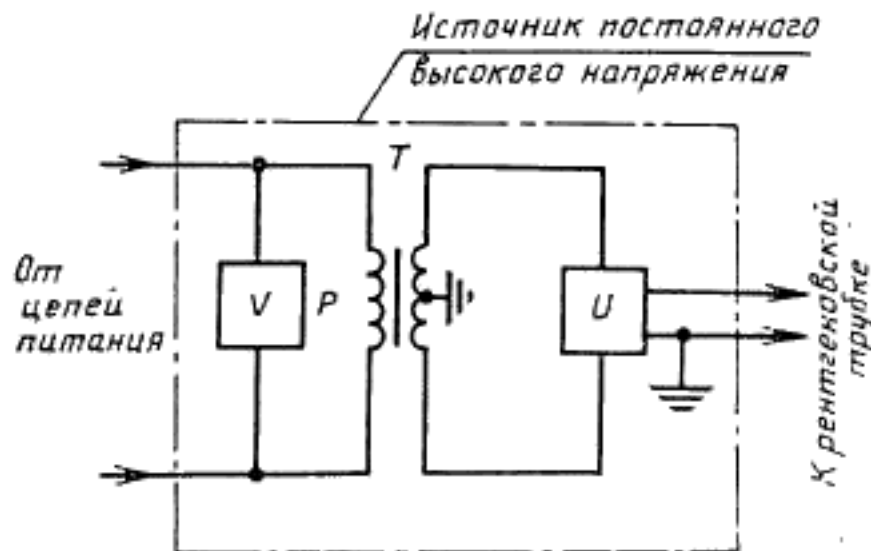 Источник постоянного
высокого напряжения
T
От
цепей
питания
V
P
U
К рентгеновской
трубке